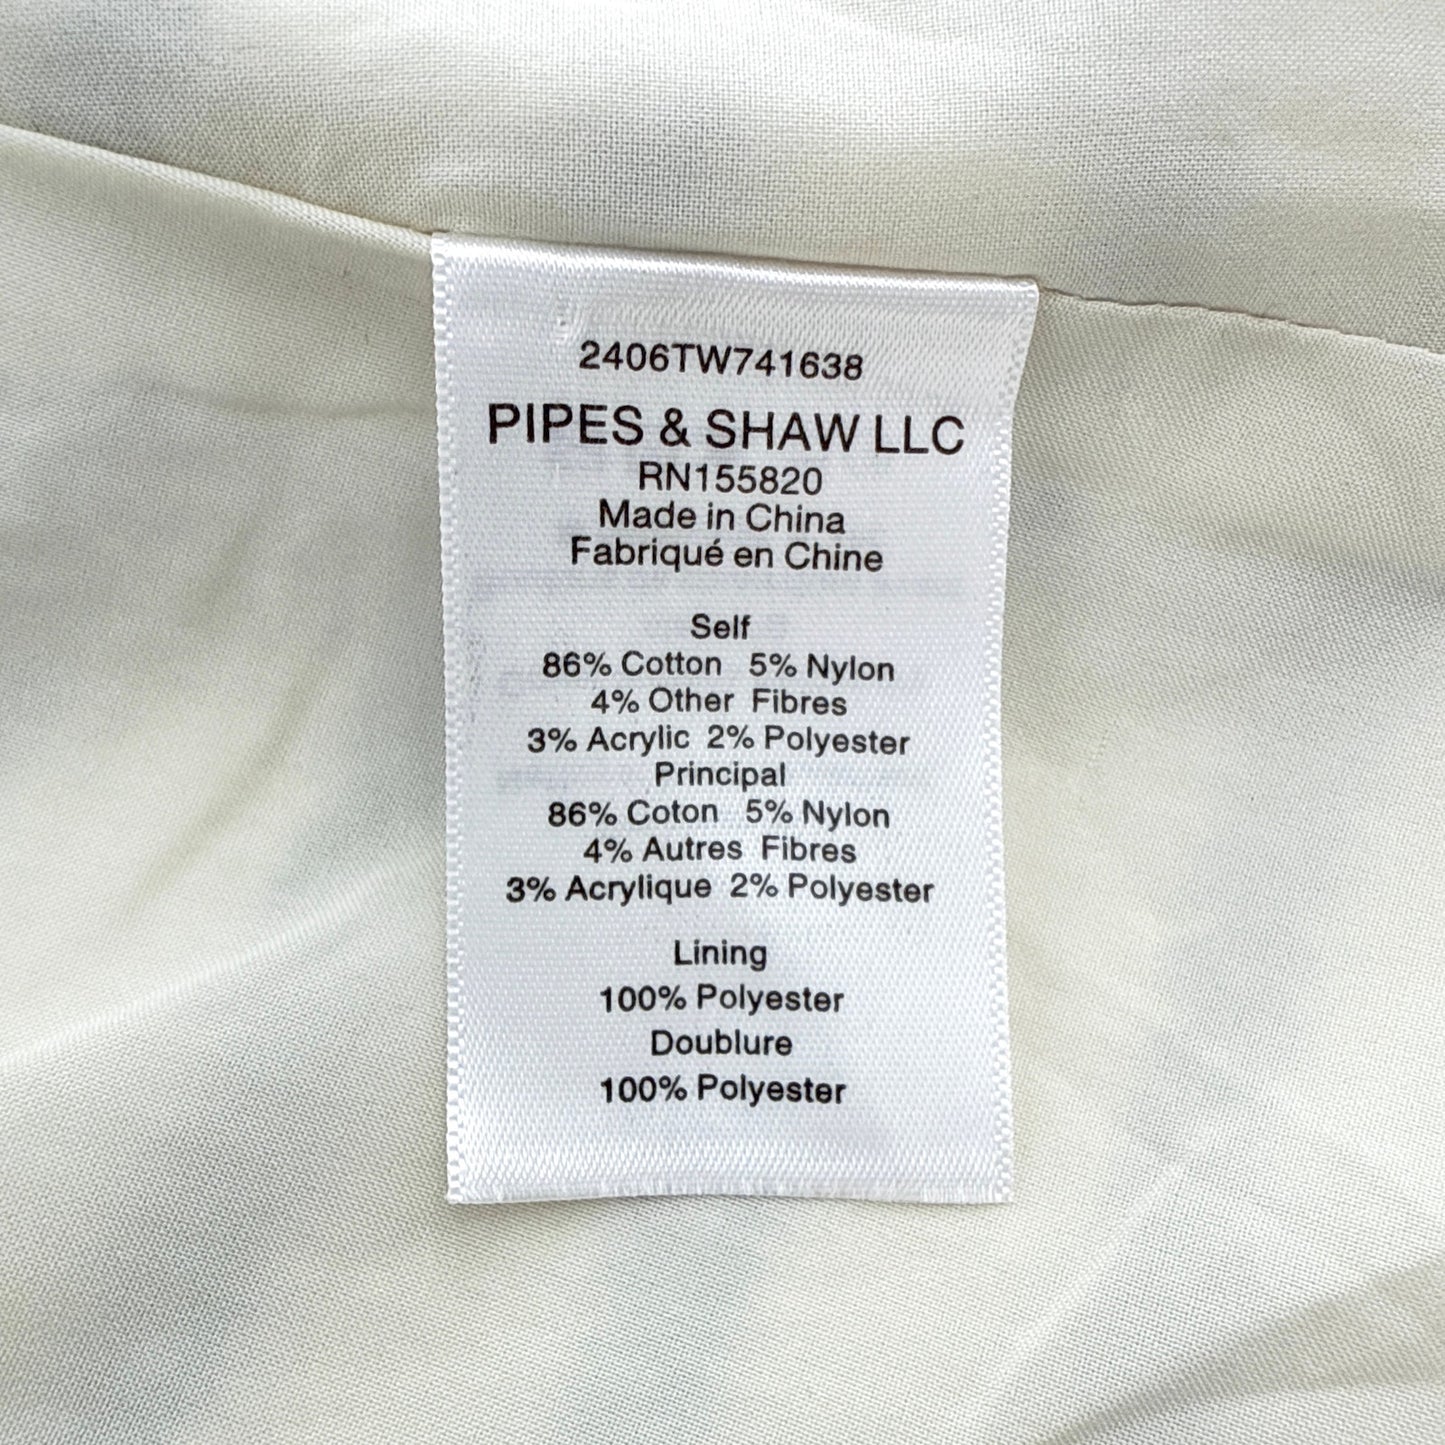 2406TW741638
PIPES & SHAW LLC
RN155820
Made in China
Fabriqué en Chine
Self
86% Cotton 5% Nylon
4% Other Fibres
3% Acrylic 2% Polyester
Principal
86% Coton 5% Nylon
4% Autres Fibres
3% Acrylique 2% Polyester
Lining
100% Polyester
Doublure
100% Polyester